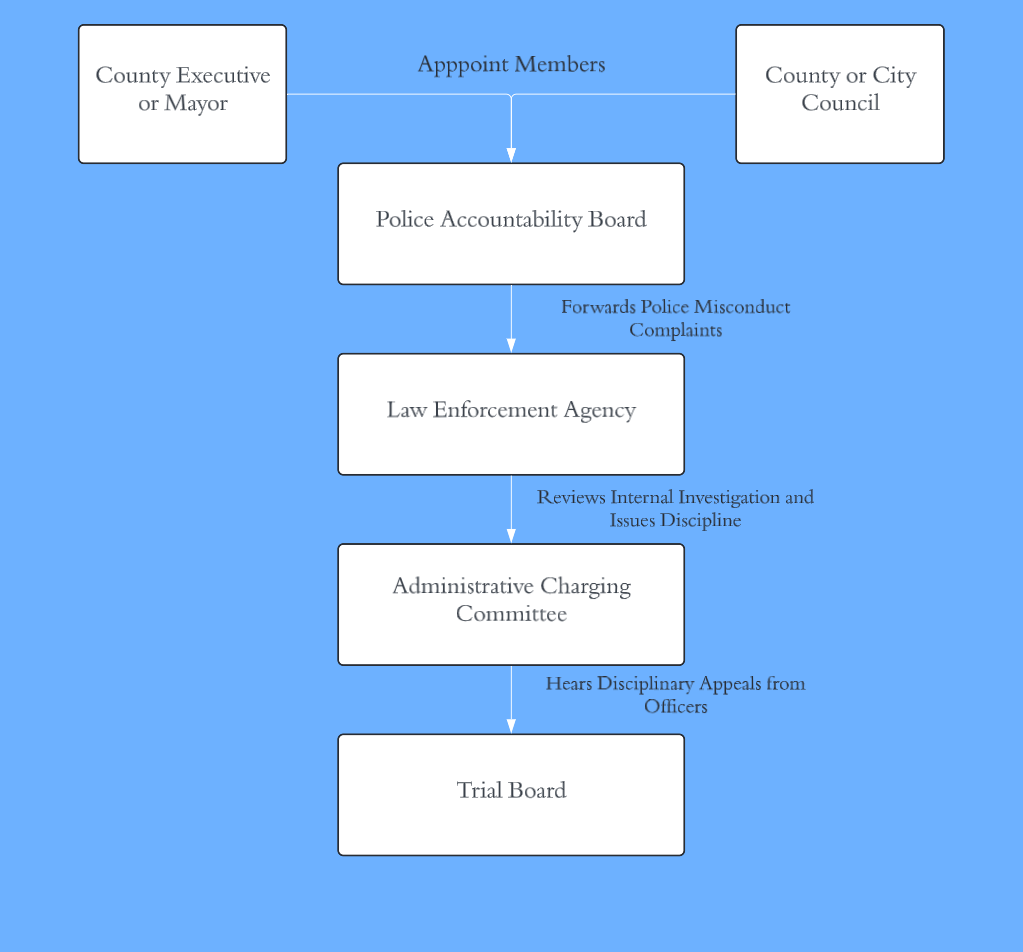 County Executive
or Mayor
Apppoint Members
County or City
Council
Police Accountability Board
Forwards Police Misconduct
Complaints
Law Enforcement Agency
Reviews Internal Investigation and
Issues Discipline
Administrative Charging
Committee
Hears Disciplinary Appeals from
Officers
Trial Board